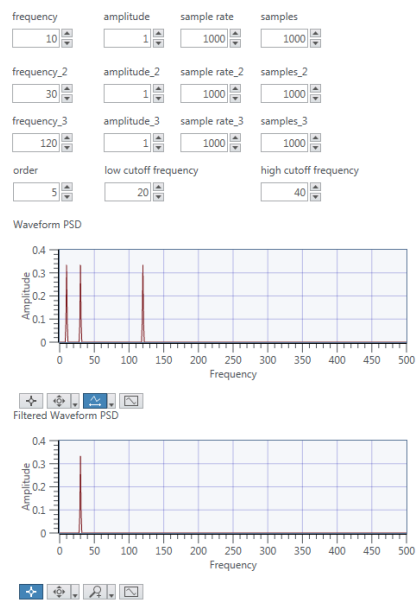 frequency amplitude sample rate samples
10 1 1000 1000
frequency_2 amplitude_2 sample rate_2 samples_2
30 1 1000 1000
frequency_3 amplitude_3 sample rate_3 samples_3
120 1 1000 1000
order low cutoff frequency high cutoff frequency
5 20 40
Waveform PSD
0.4
0.3
0.2
0.1
0
Amplitude
0 50 100 150 200 250 300 350 400 450 500
Frequency
Filtered Waveform PSD
0.4
0.3
0.2
0.1
0
Amplitude
0 50 100 150 200 250 300 350 400 450 500
Frequency